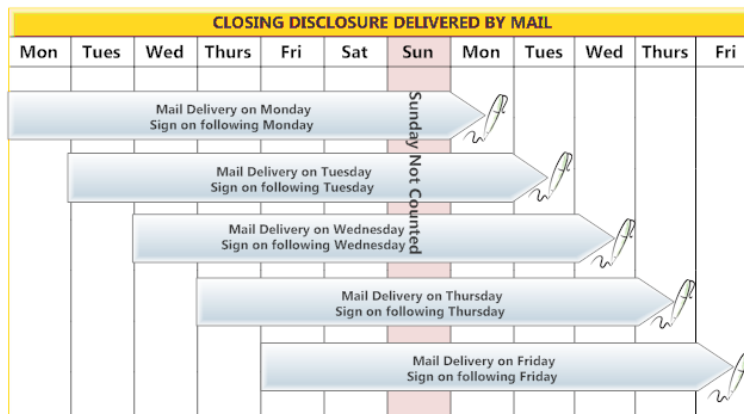 CLOSING DISCLOSURE DELIVERED BY MAIL
Mon Tues Wed Thurs Fri Sat Sun Mon Tues Wed Thurs Fri
Mail Delivery on Monday
Sign on following Monday
Sunday Not Counted
Mail Delivery on Tuesday
Sign on following Tuesday
Mail Delivery on Wednesday
Sign on following Wednesday
Mail Delivery on Thursday
Sign on following Thursday
Mail Delivery on Friday
Sign on following Friday